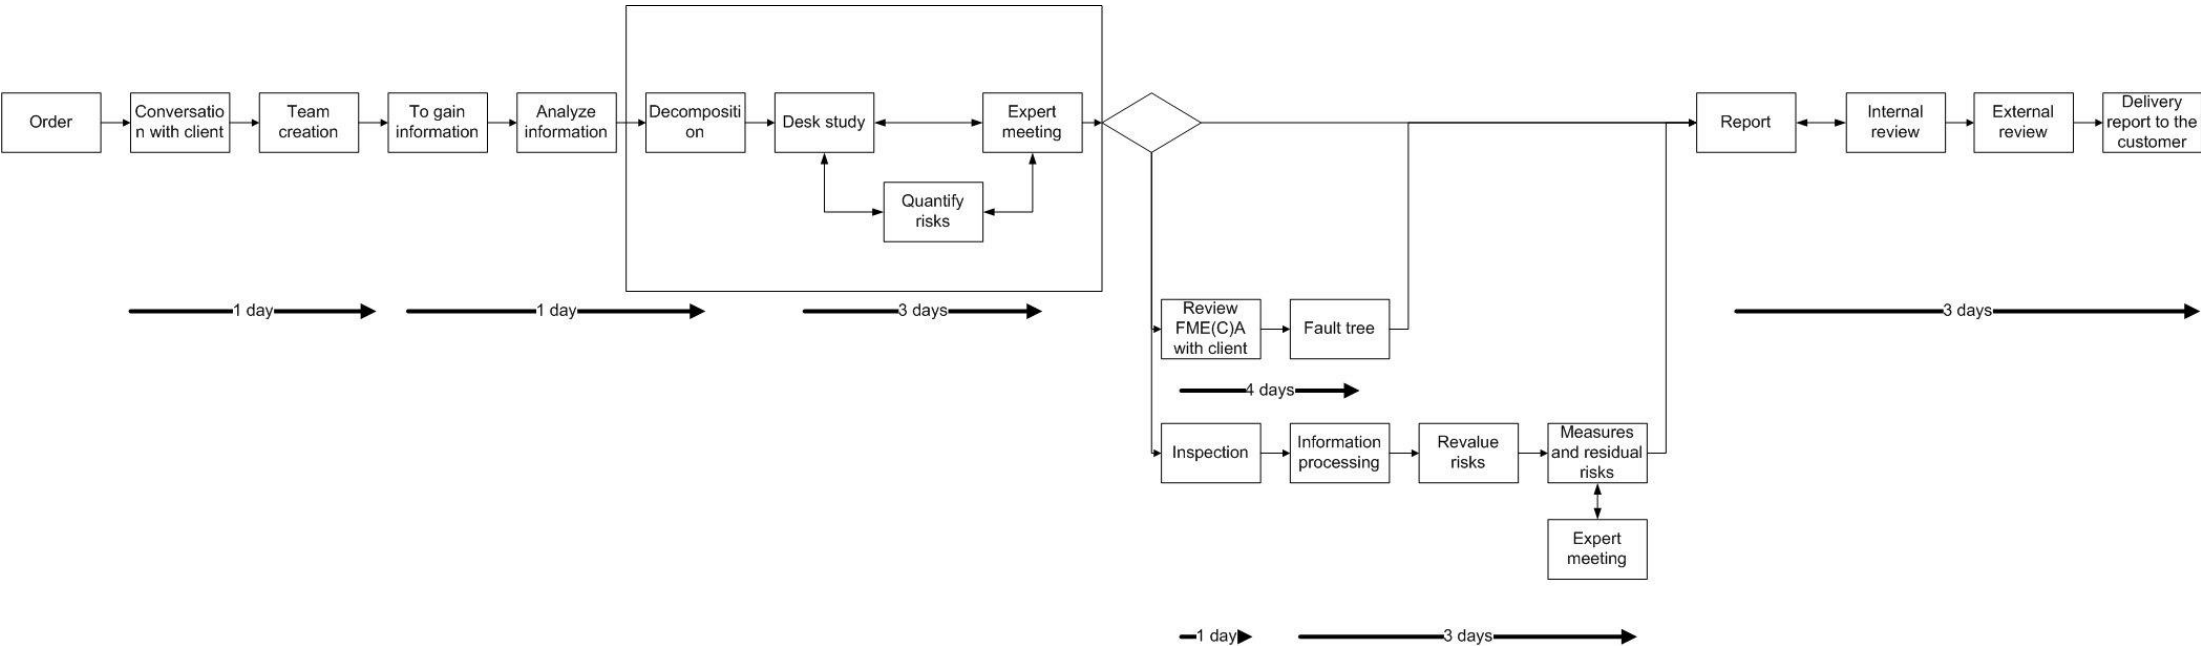 Order
Conversatio
n with client
Team
creation
To gain
information
Analyze
information
Decompositi
on
Desk study
Expert
meeting
Quantify
risks
Report
Internal
review
External
review
Delivery
report to the
customer
1 day
1 day
3 days
3 days
Review
FME(C)A
with client
Fault tree
4 days
Inspection
Information
processing
Revalue
risks
Measures
and residual
risks
Expert
meeting
1 day
3 days